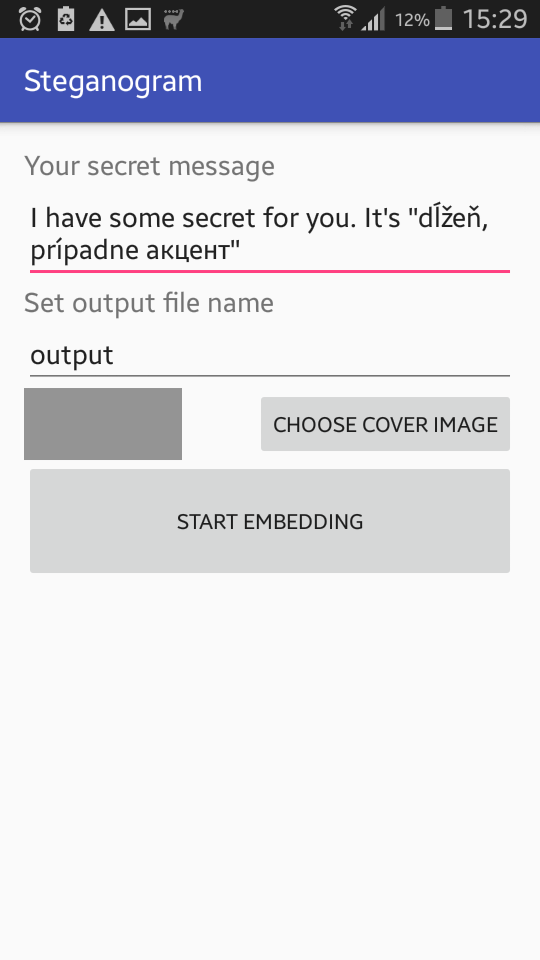 12% 15:29
Steganogram
Your secret message
I have some secret for you. It's "dĺžeň,
prípadne акцент"
Set output file name
output
CHOOSE COVER IMAGE
START EMBEDDING